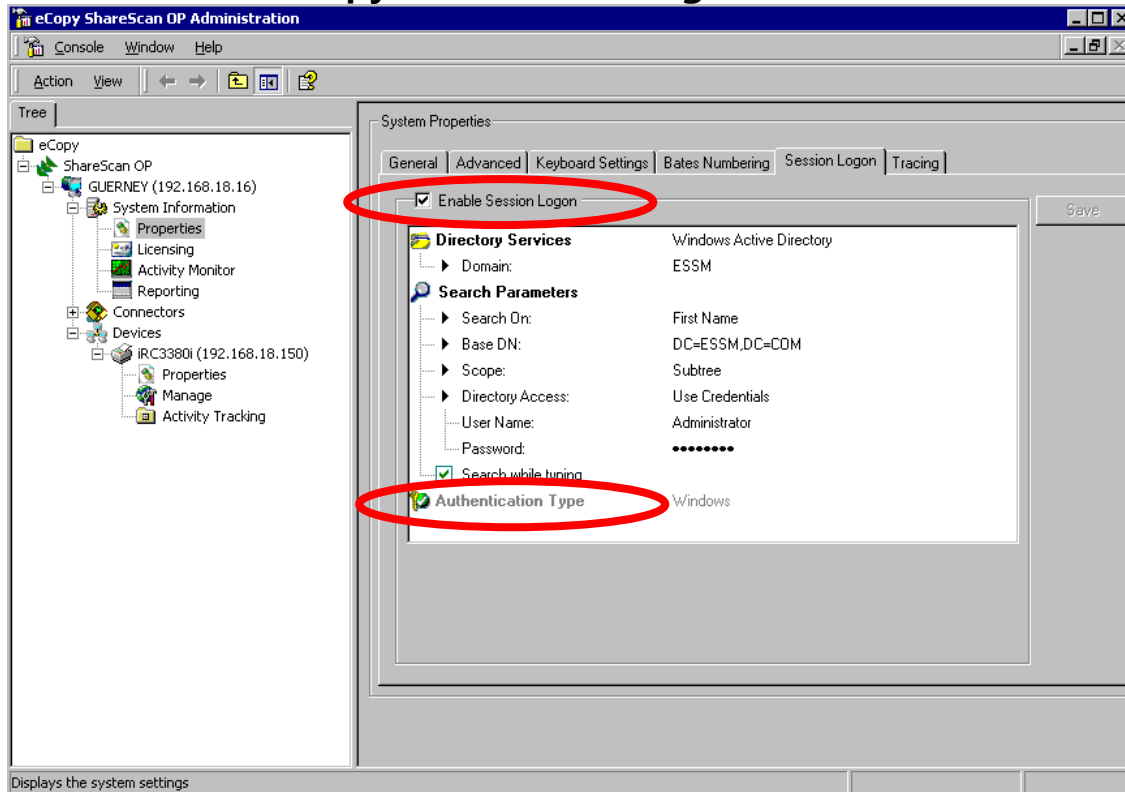 eCopy ShareScan OP Administration
Console Window Help
Action View
Tree
eCopy
ShareScan OP
GUERNEY (192.168.18.16)
System Information
Properties
Licensing
Activity Monitor
Reporting
Connectors
Devices
iRC3380i (192.168.18.150)
Properties
Manage
Activity Tracking
System Properties
General Advanced Keyboard Settings Bates Numbering Session Logon Tracing
Enable Session Logon
Save
Directory Services Windows Active Directory
Domain: ESSM
Search Parameters
Search On: First Name
Base DN: DC=ESSM,DC=COM
Scope: Subtree
Directory Access: Use Credentials
User Name: Administrator
Password: ●●●●●●●●
Search while typing
Authentication Type Windows
Displays the system settings